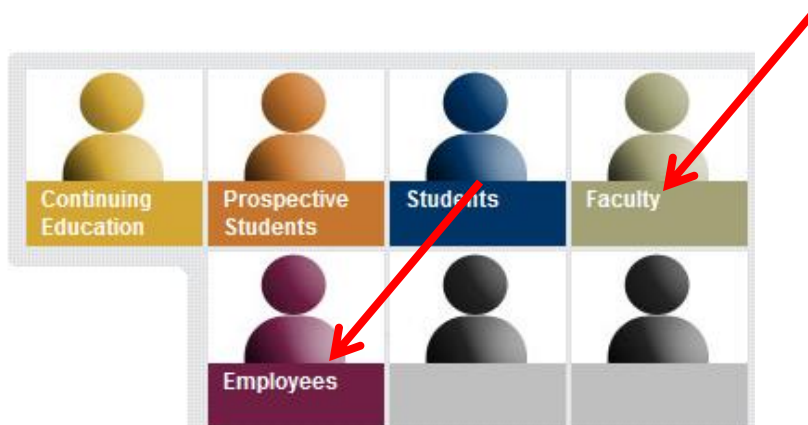 Continuing
Education
Prospective
Students
Students
Faculty
Employees